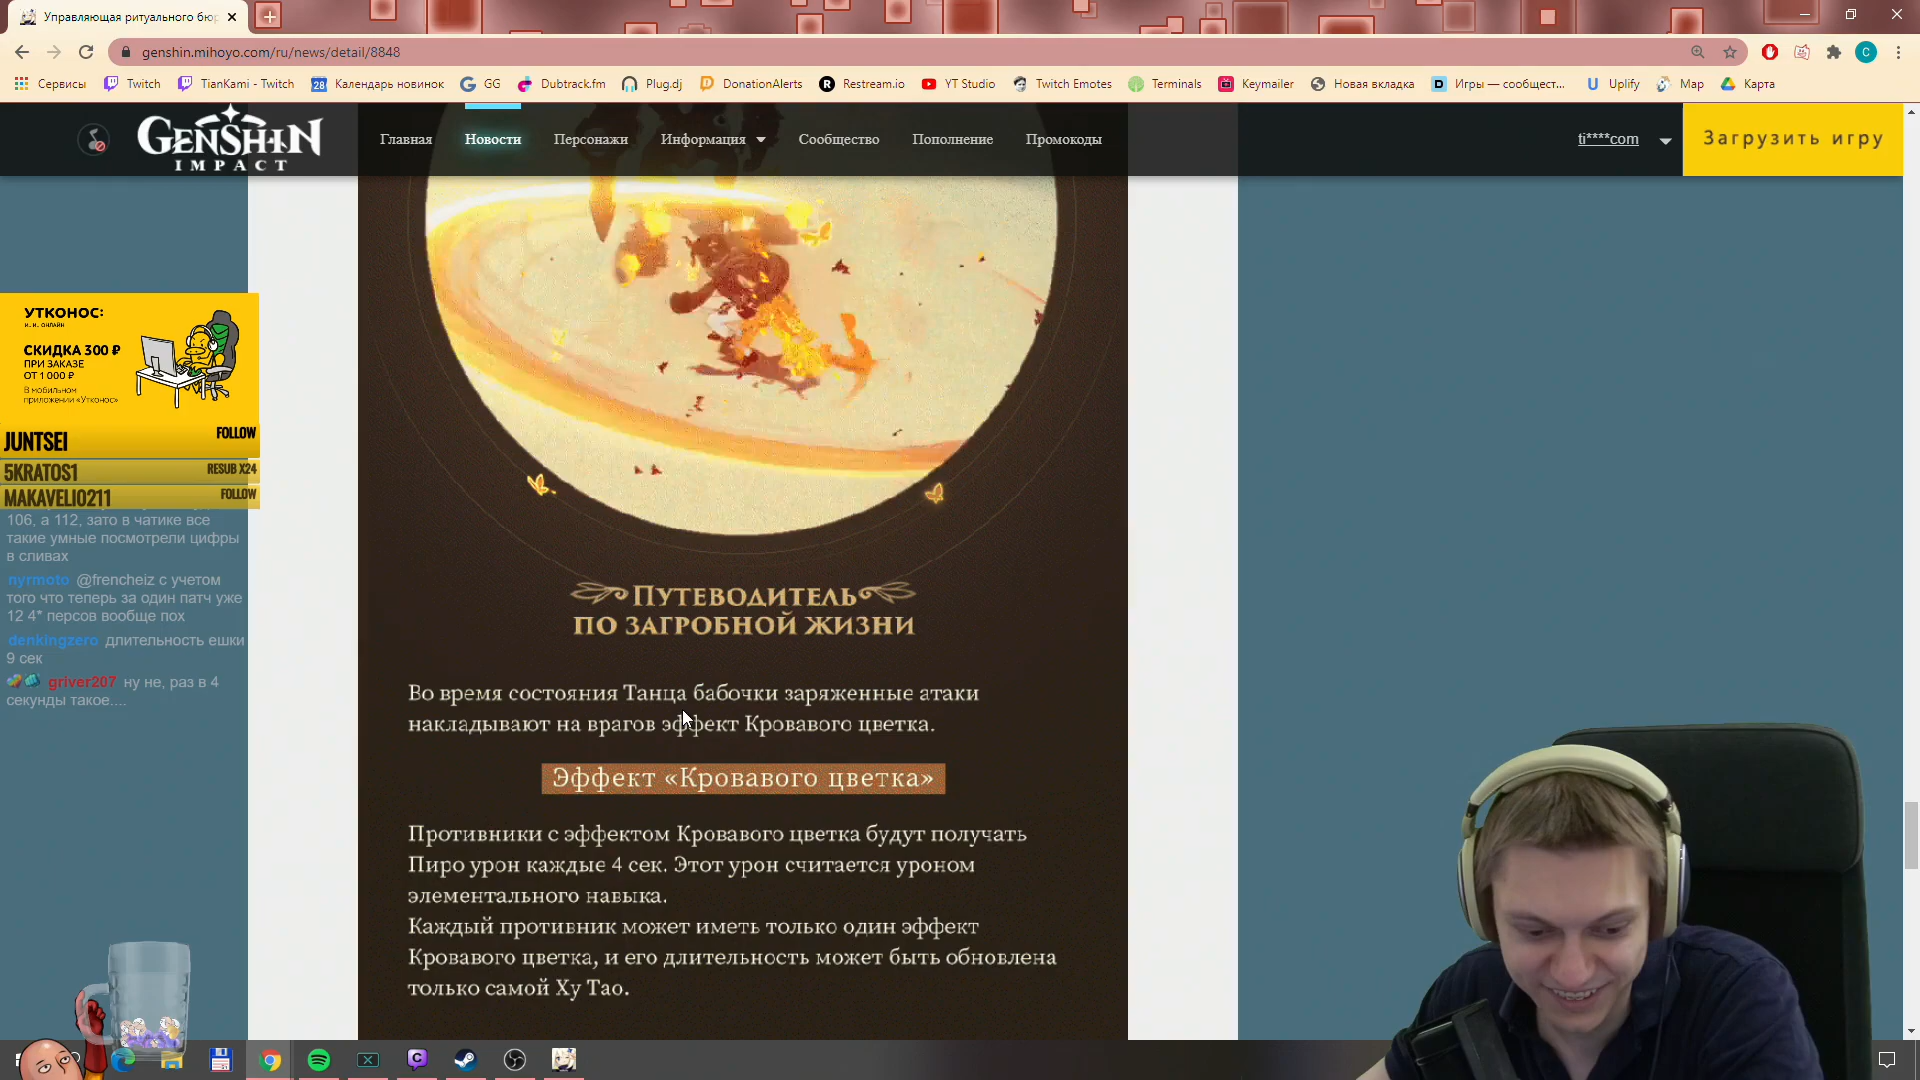 Управляющая ритуального бюр
genshin.mihoyo.com/ru/news/detail/8848
Сервисы
Twitch
TianKami - Twitch
Календарь новинок
GG
Dubtrack.fm
Plug.dj
DonationAlerts
Restream.io
YT Studio
Twitch Emotes
Terminals
Keymailer
Новая вкладка
Игры — сообщест...
Uplify
Map
Карта
GENSHIN
IMPACT
Главная
Новости
Персонажи
Информация
Сообщество
Пополнение
Промокоды
ti****com
Загрузить игру
УТКОНОС:
СКИДКА 300 ₽
ПРИ ЗАКАЗЕ
ОТ 1 000 ₽
В мобильном
приложении «Утконос»
JUNTSEI FOLLOW
5KRATOS1 RESUB X24
MAKAVELIO211 FOLLOW
106, а 112, зато в чатике все
такие умные посмотрели цифры
в сливах
nyrmoto @frencheiz с учетом
того что теперь за один патч уже
12 4* персов вообще пох
denkingzero длительность ешки
9 сек
griver207 ну не, раз в 4
секунды такое....
ПУТЕВОДИТЕЛЬ
ПО ЗАГРОБНОЙ ЖИЗНИ
Во время состояния Танца бабочки заряженные атаки
накладывают на врагов эффект Кровавого цветка.
Эффект «Кровавого цветка»
Противники с эффектом Кровавого цветка будут получать
Пиро урон каждые 4 сек. Этот урон считается уроном
элементального навыка.
Каждый противник может иметь только один эффект
Кровавого цветка, и его длительность может быть обновлена
только самой Ху Тао.